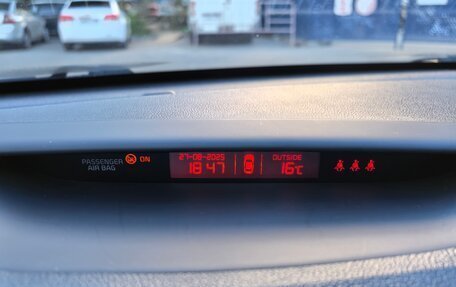 PASSENGER ON
AIR BAG
27-08-2025 OUTSIDE
18:47 16°C